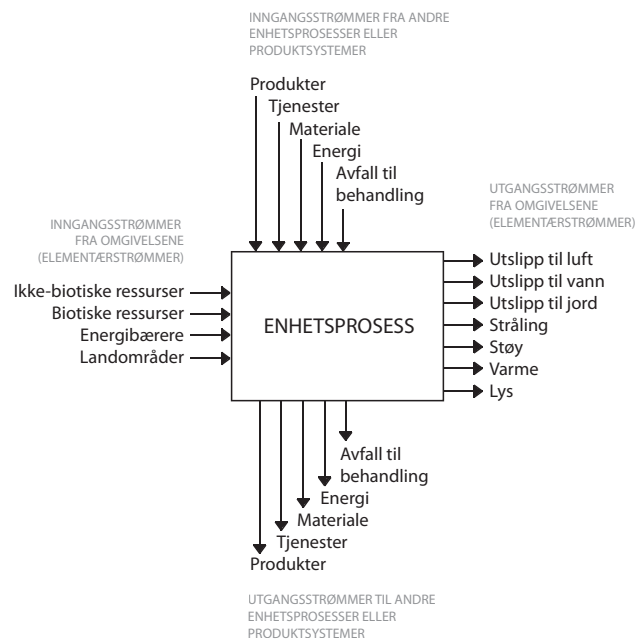 INNGANGSSTRØMMER FRA ANDRE
ENHETSPROSESSER ELLER
PRODUKTSYSTEMER
Produkter
Tjenester
Materiale
Energi
Avfall til
behandling
INNGANGSSTRØMMER
FRA OMGIVELSENE
(ELEMENTÆRSTRØMMER)
Ikke-biotiske ressurser
Biotiske ressurser
Energibærere
Landområder
ENHETSPROSESS
UTGANGSSTRØMMER
FRA OMGIVELSENE
(ELEMENTÆRSTRØMMER)
Utslipp til luft
Utslipp til vann
Utslipp til jord
Stråling
Støy
Varme
Lys
Avfall til
behandling
Energi
Materiale
Tjenester
Produkter
UTGANGSSTRØMMER TIL ANDRE
ENHETSPROSESSER ELLER
PRODUKTSYSTEMER